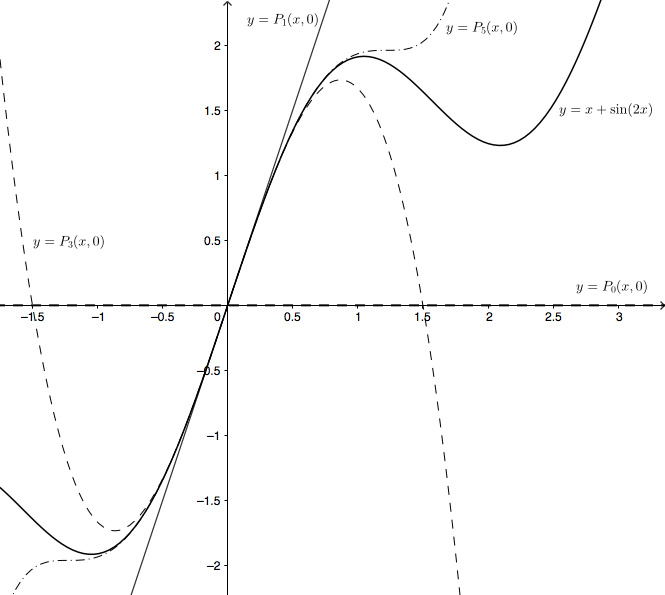 y = P₁(x, 0)
y = P₅(x, 0)
2
1.5
y = x + sin(2x)
1
0.5
y = P₃(x, 0)
y = P₀(x, 0)
−1.5 −1 −0.5 0 0.5 1 1.5 2 2.5 3
−0.5
−1
−1.5
−2